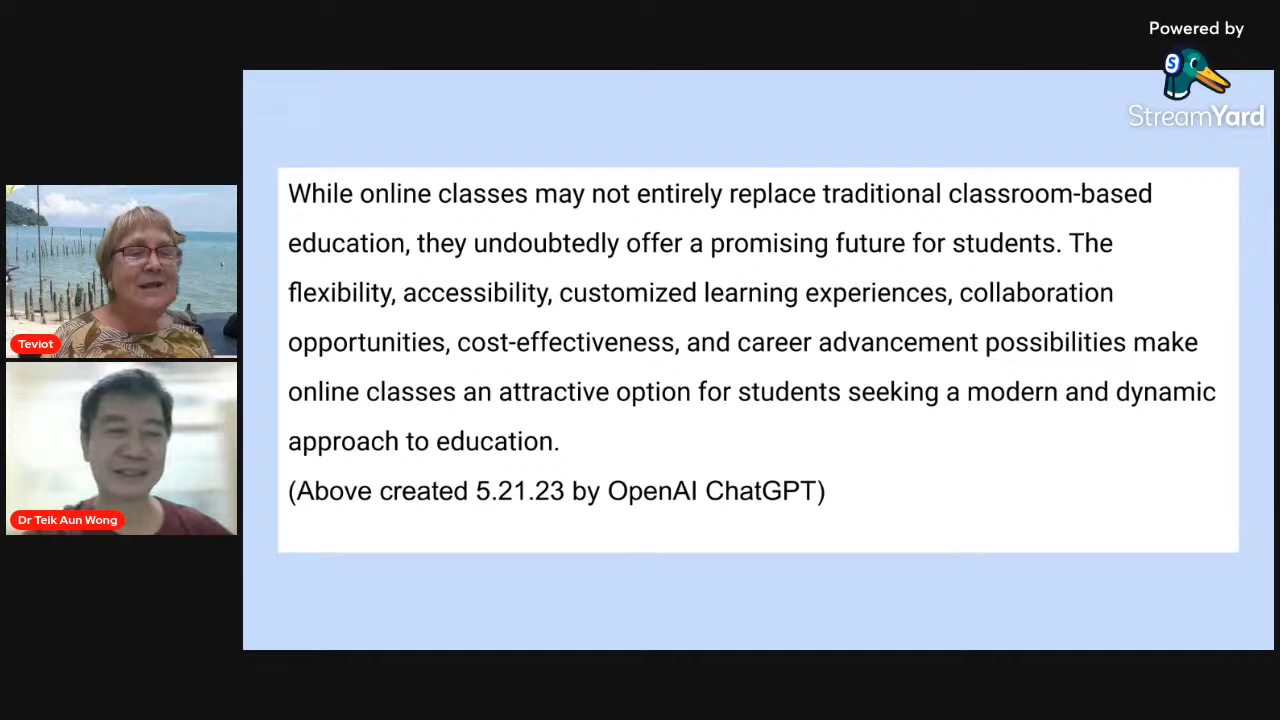 Powered by
StreamYard
While online classes may not entirely replace traditional classroom-based
education, they undoubtedly offer a promising future for students. The
flexibility, accessibility, customized learning experiences, collaboration
opportunities, cost-effectiveness, and career advancement possibilities make
online classes an attractive option for students seeking a modern and dynamic
approach to education.
(Above created 5.21.23 by OpenAI ChatGPT)
Teviot
Dr Teik Aun Wong